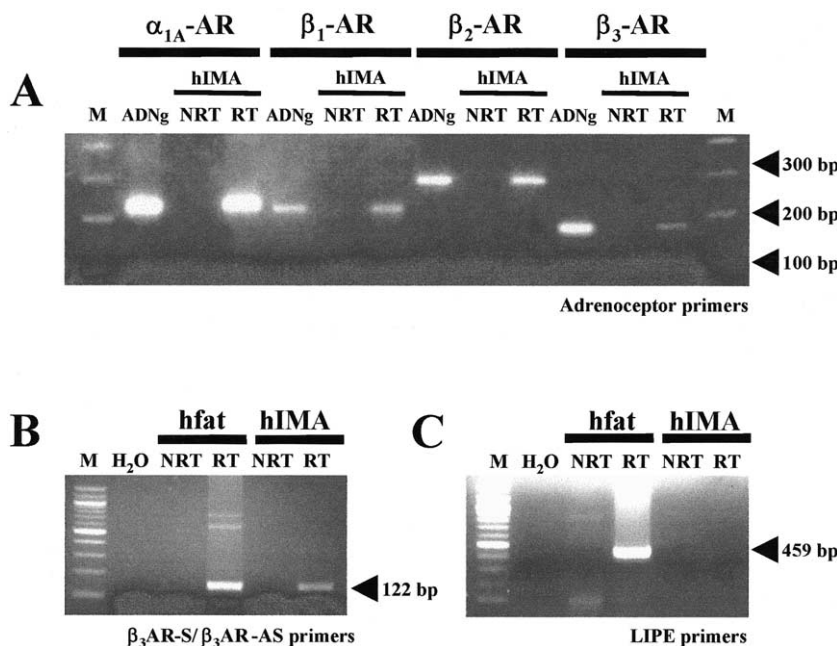 α1A-AR β1-AR β2-AR β3-AR
hIMA hIMA hIMA hIMA
A
M ADNg NRT RT ADNg NRT RT ADNg NRT RT ADNg NRT RT M
300 bp
200 bp
100 bp
Adrenoceptor primers
B
hfat hIMA
M H2O NRT RT NRT RT
122 bp
β3AR-S/β3AR-AS primers
C
hfat hIMA
M H2O NRT RT NRT RT
459 bp
LIPE primers